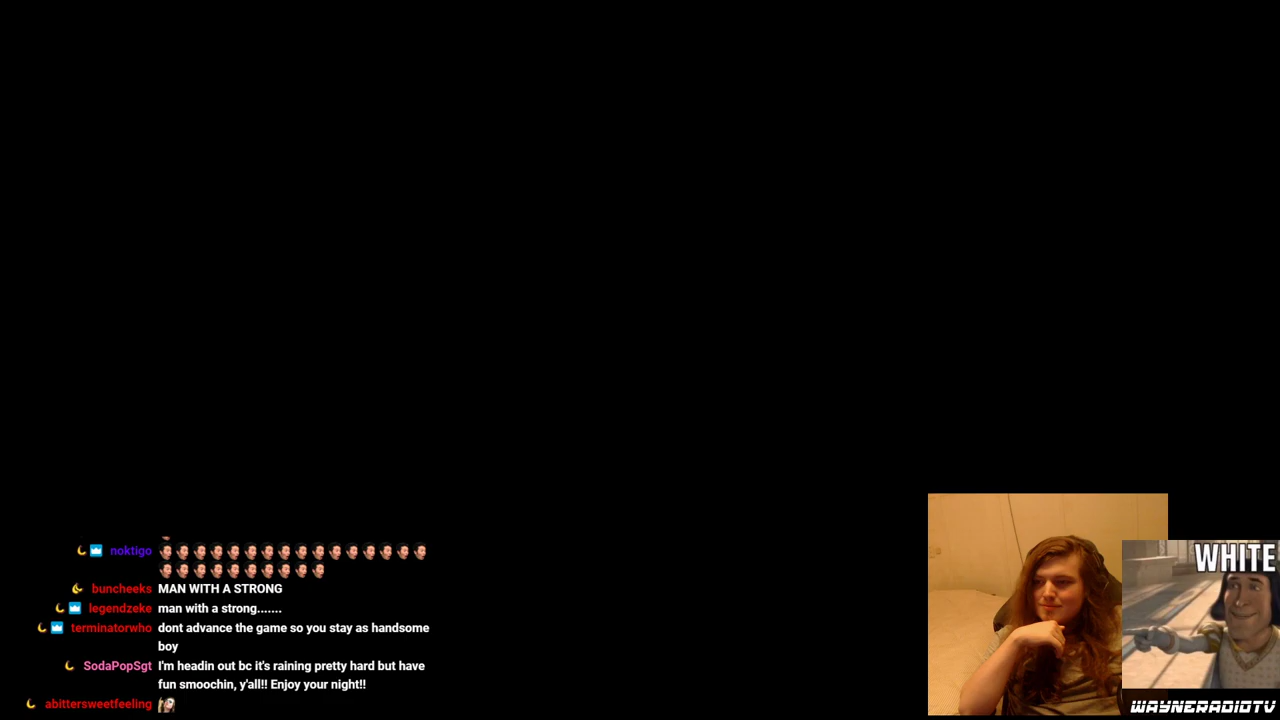 noktigo
buncheeks MAN WITH A STRONG
legendzeke man with a strong.......
terminatorwho dont advance the game so you stay as handsome
boy
SodaPopSgt I'm headin out bc it's raining pretty hard but have
fun smoochin, y'all!! Enjoy your night!!
abittersweetfeeling
WHITE
WAYNERADIOTV